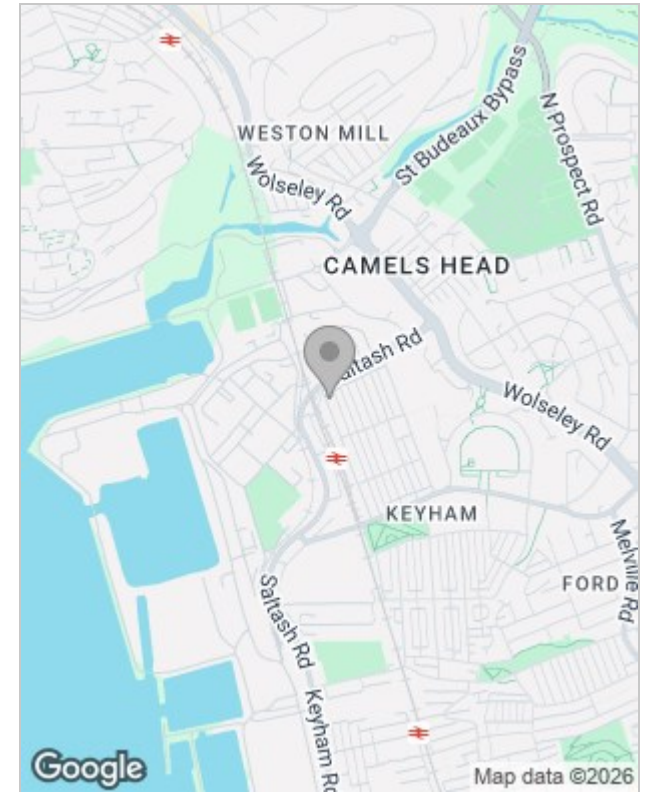 WESTON MILL
St Budeaux Bypass
N Prospect Rd
Wolseley Rd
CAMELS HEAD
Saltash Rd
Wolseley Rd
KEYHAM
Melville Rd
FORD
Saltash Rd
Keyham Rd
Google
Map data ©2026